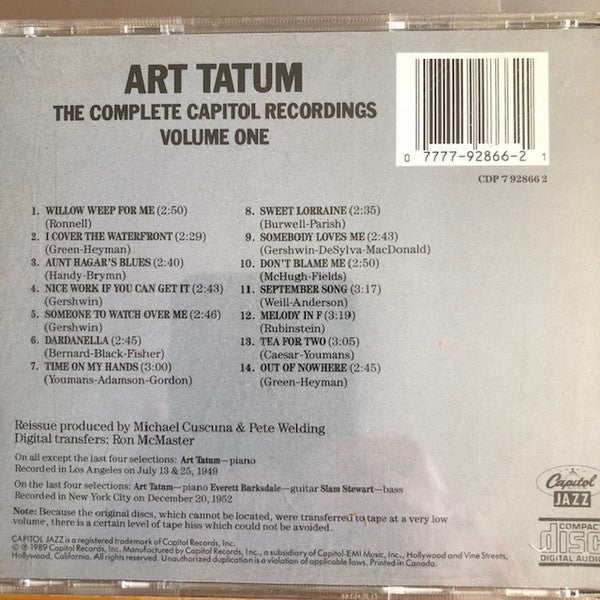 ART TATUM
THE COMPLETE CAPITOL RECORDINGS
VOLUME ONE
0 7777-92866-2 1
CDP 7 92866 2
1. WILLOW WEEP FOR ME (2:50)
(Ronnell)
2. I COVER THE WATERFRONT (2:29)
(Green-Heyman)
3. AUNT HAGAR'S BLUES (2:40)
(Handy-Brymn)
4. NICE WORK IF YOU CAN GET IT (2:43)
(Gershwin)
5. SOMEONE TO WATCH OVER ME (2:46)
(Gershwin)
6. DARDANELLA (2:45)
(Bernard-Black-Fisher)
7. TIME ON MY HANDS (3:00)
(Youmans-Adamson-Gordon)
8. SWEET LORRAINE (2:35)
(Burwell-Parish)
9. SOMEBODY LOVES ME (2:43)
(Gershwin-DeSylva-MacDonald)
10. DON'T BLAME ME (2:50)
(McHugh-Fields)
11. SEPTEMBER SONG (3:17)
(Weill-Anderson)
12. MELODY IN F (3:19)
(Rubinstein)
13. TEA FOR TWO (3:05)
(Caesar-Youmans)
14. OUT OF NOWHERE (2:45)
(Green-Heyman)
Reissue produced by Michael Cuscuna & Pete Welding
Digital transfers: Ron McMaster
On all except the last four selections: Art Tatum—piano
Recorded in Los Angeles on July 13 & 25, 1949
On the last four selections: Art Tatum—piano Everett Barksdale—guitar Slam Stewart—bass
Recorded in New York City on December 20, 1952
Note: Because the original discs, which cannot be located, were transferred to tape at a very low
volume, there is a certain level of tape hiss which could not be avoided.
CAPITOL JAZZ is a registered trademark of Capitol Records, Inc.
© ℗ 1989 Capitol Records, Inc. Manufactured by Capitol Records, Inc., a subsidiary of Capitol-EMI Music, Inc., Hollywood and Vine Streets,
Hollywood, California. All rights reserved. Unauthorized duplication is a violation of applicable laws. Printed in Canada.
Capitol
JAZZ
COMPACT
disc
DIGITAL AUDIO